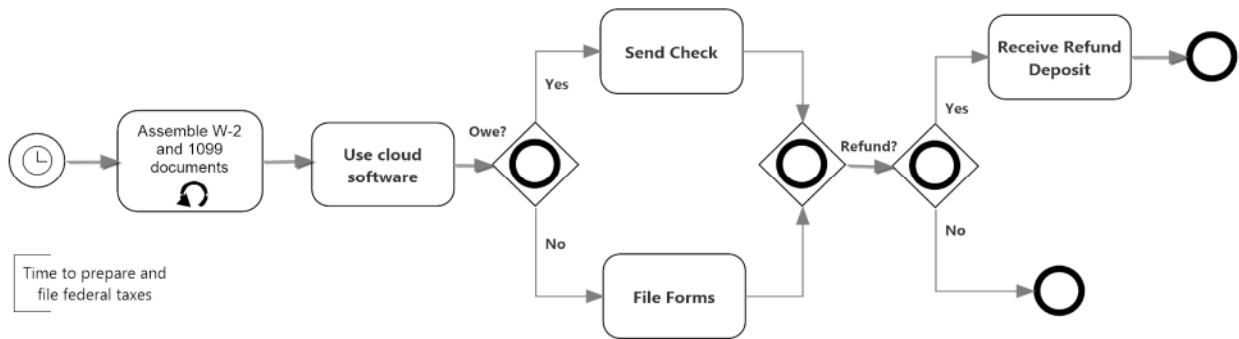 Assemble W-2
and 1099
documents
Use cloud
software
Owe?
Yes
Send Check
No
File Forms
Refund?
Yes
Receive Refund
Deposit
No
Time to prepare and
file federal taxes